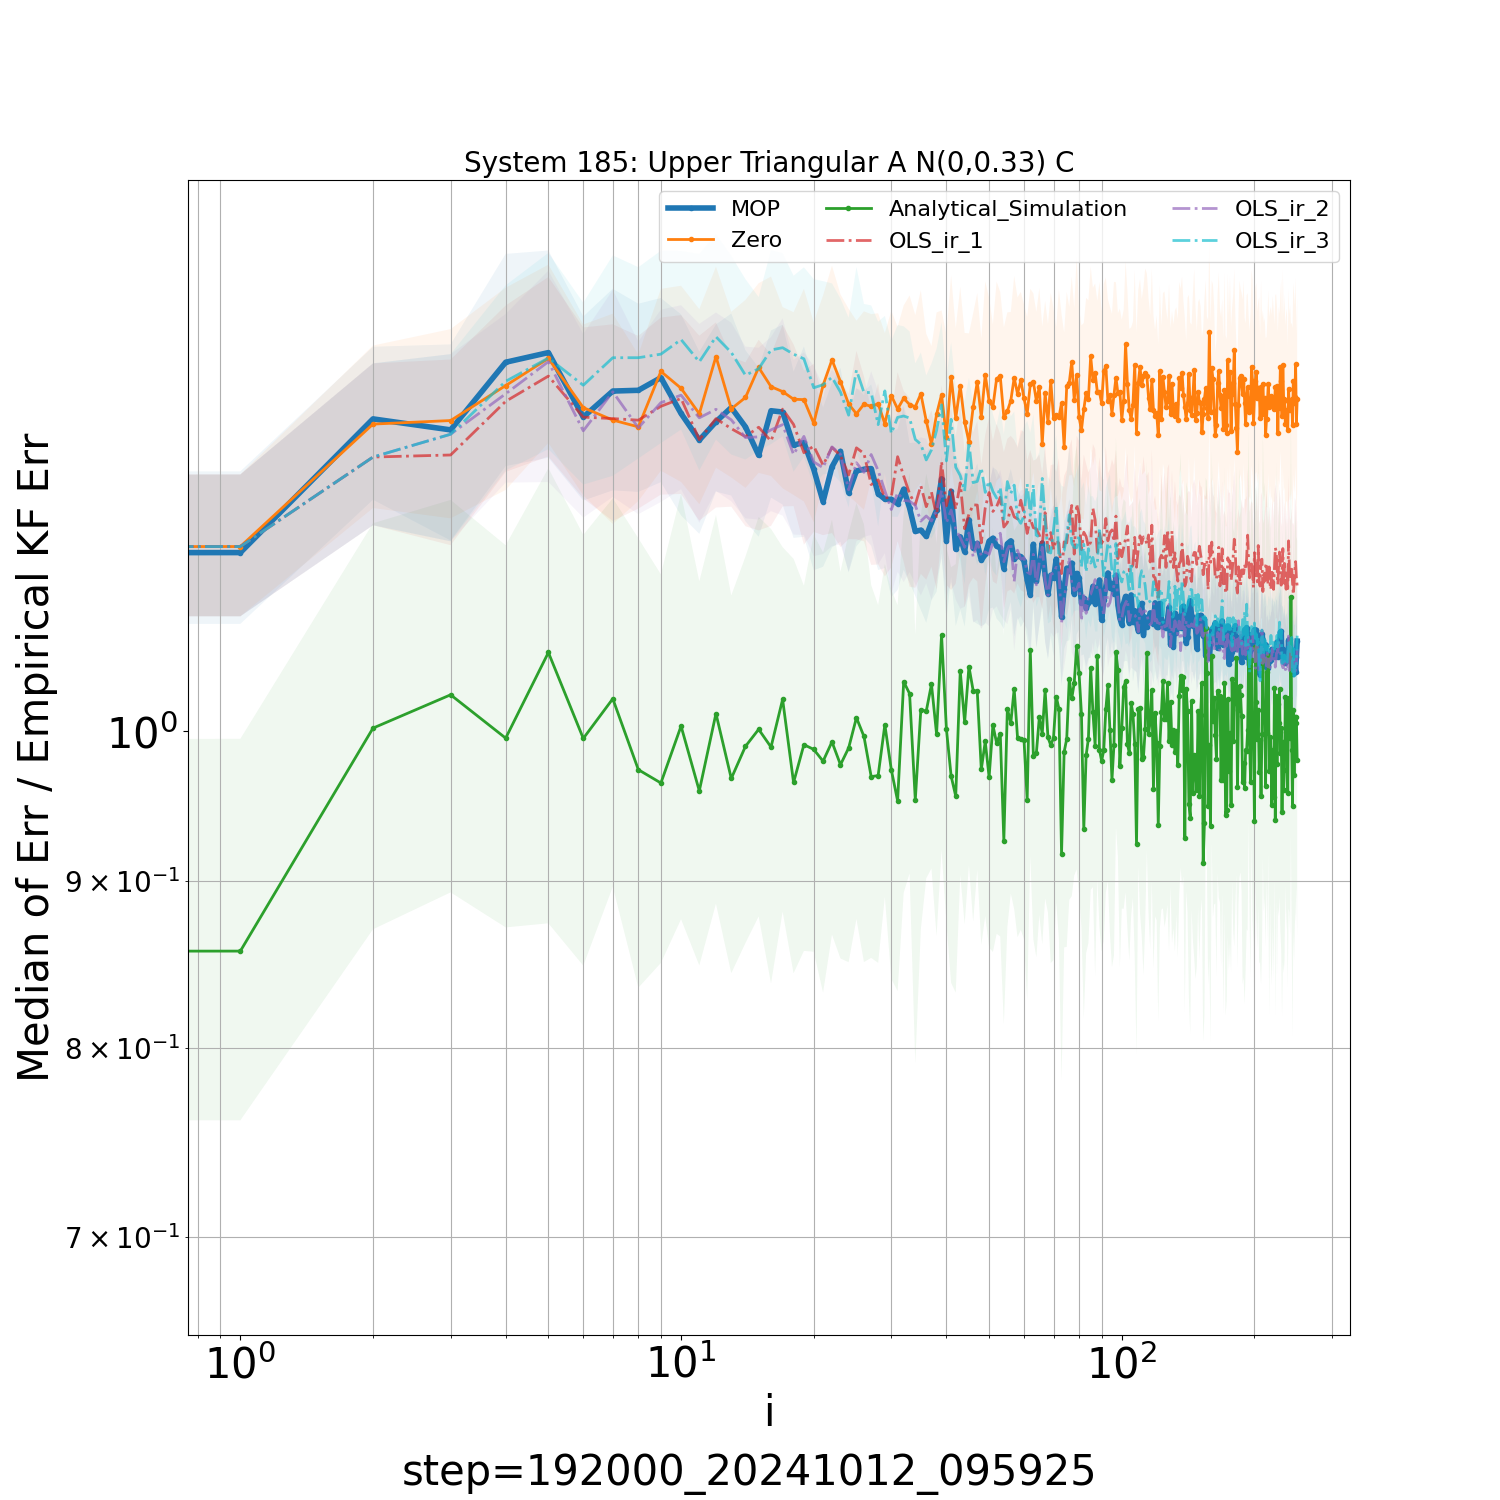 System 185: Upper Triangular A N(0,0.33) C
MOP
Zero
Analytical_Simulation
OLS_ir_1
OLS_ir_2
OLS_ir_3
Median of Err / Empirical KF Err
10⁰
9 × 10⁻¹
8 × 10⁻¹
7 × 10⁻¹
10⁰ 10¹ 10²
i
step=192000_20241012_095925